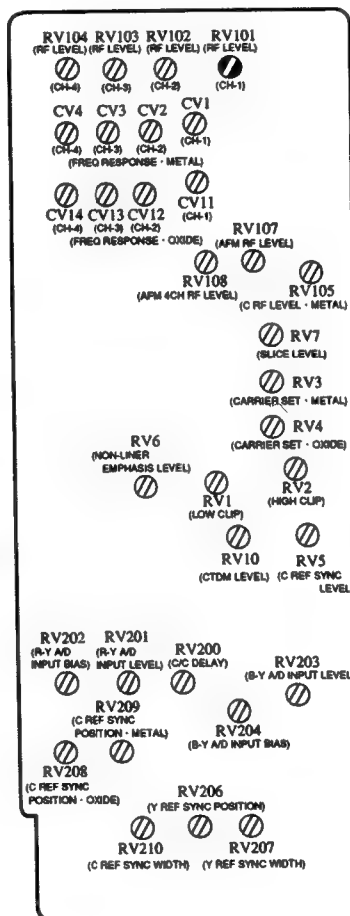 RV104 RV103 RV102 RV101
(RF LEVEL) (RF LEVEL) (RF LEVEL) (RF LEVEL)
(CH-4) (CH-3) (CH-2) (CH-1)
CV4 CV3 CV2 CV1
(CH-4) (CH-3) (CH-2) (CH-1)
(FREQ RESPONSE · METAL)
CV14 CV13 CV12 CV11
(CH-4) (CH-3) (CH-2) (CH-1)
(FREQ RESPONSE · OXIDE)
RV107
(AFM RF LEVEL)
RV108
(AFM 4CH RF LEVEL)
RV105
(C RF LEVEL · METAL)
RV7
(SLICE LEVEL)
RV3
(CARRIER SET · METAL)
RV4
(CARRIER SET · OXIDE)
RV6
(NON-LINER
EMPHASIS LEVEL)
RV1
(LOW CLIP)
RV2
(HIGH CLIP)
RV10
(CTDM LEVEL)
RV5
(C REF SYNC
LEVEL
RV202
(R-Y A/D
INPUT BIAS)
RV201
(R-Y A/D
INPUT LEVEL)
RV200
(C/C DELAY)
RV203
(B-Y A/D INPUT LEVEL
RV209
(C REF SYNC
POSITION · METAL)
RV204
(B-Y A/D INPUT BIAS)
RV208
(C REF SYNC
POSITION · OXIDE)
RV206
(Y REF SYNC POSITION)
RV210
(C REF SYNC WIDTH)
RV207
(Y REF SYNC WIDTH)